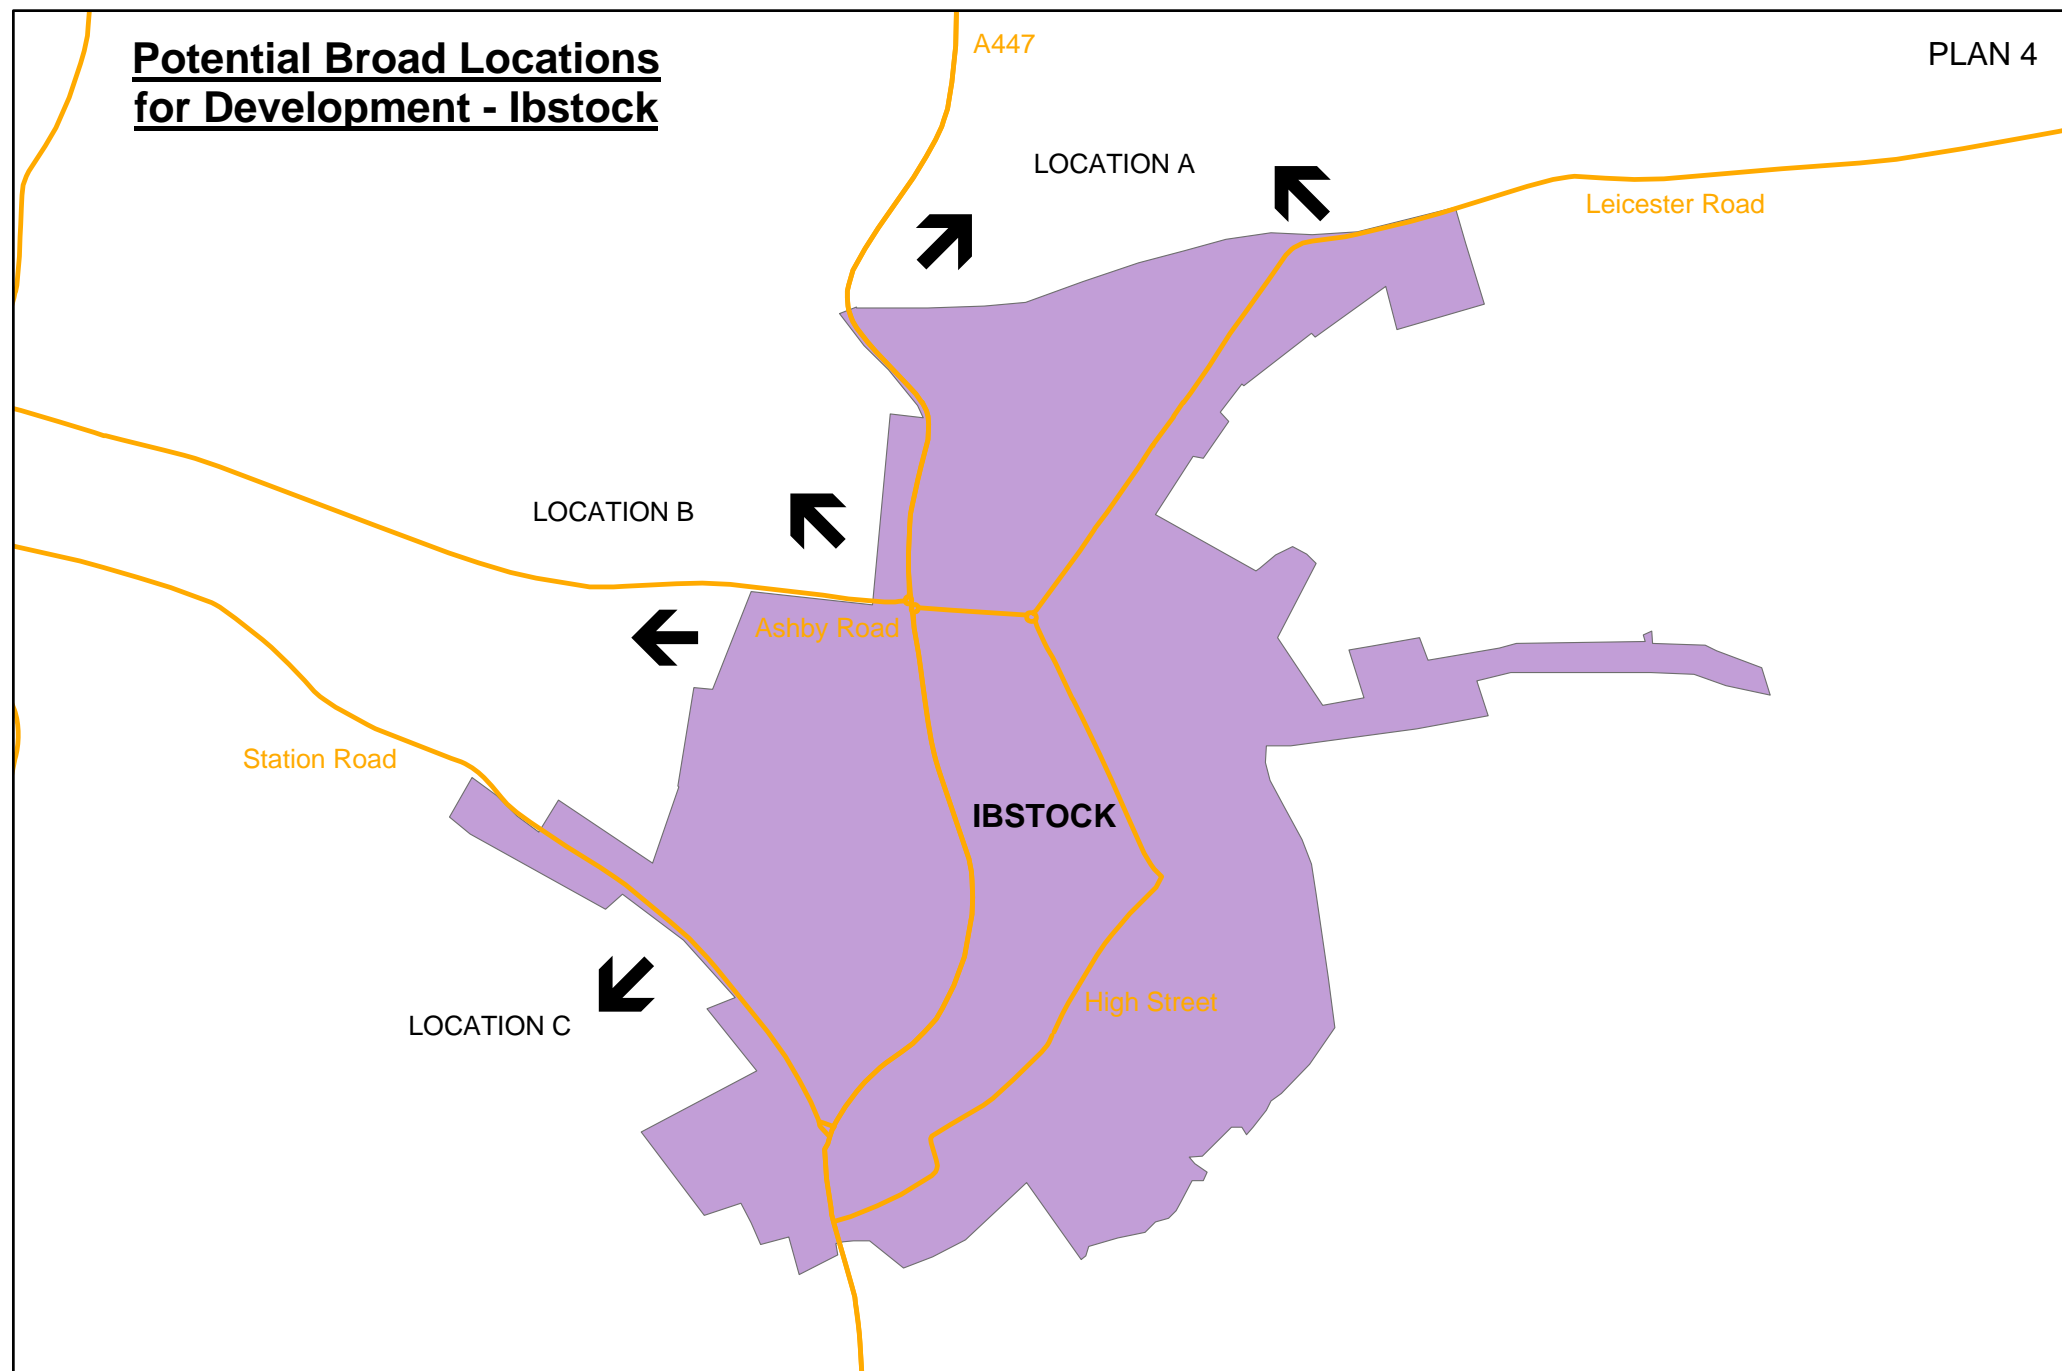 Potential Broad Locations
for Development - Ibstock
A447
PLAN 4
LOCATION A
Leicester Road
LOCATION B
Ashby Road
Station Road
IBSTOCK
High Street
LOCATION C